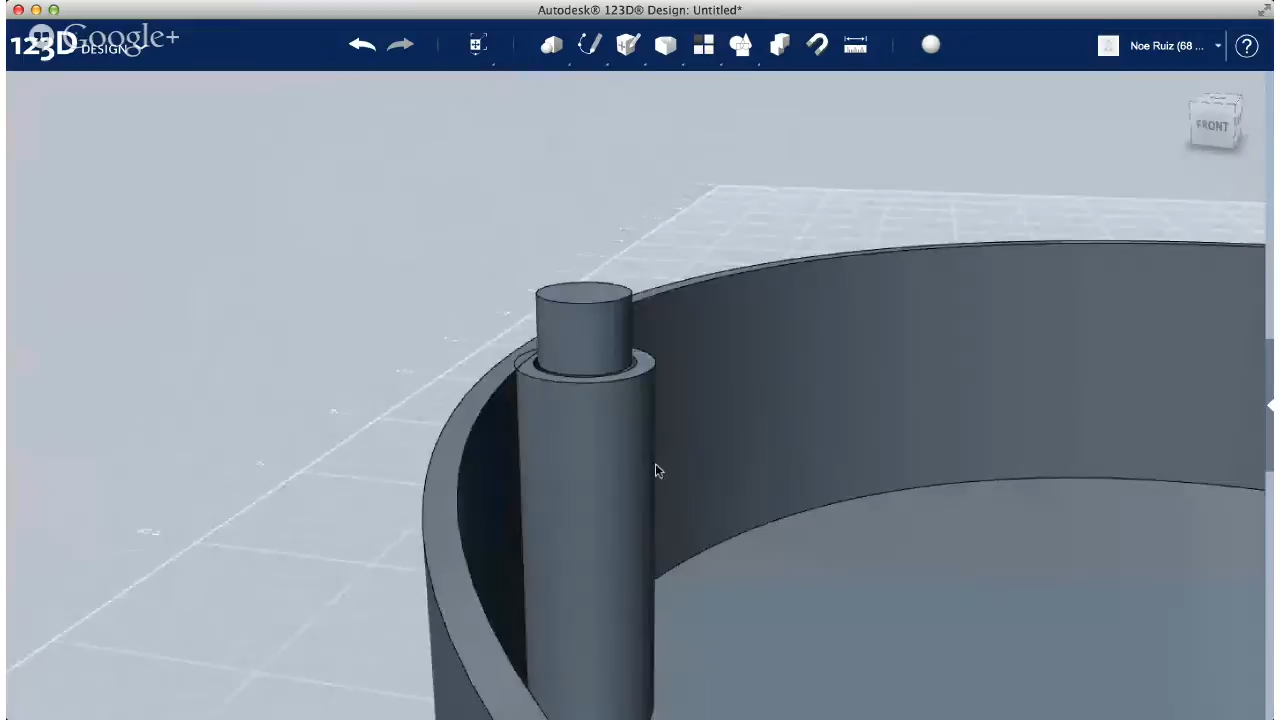 Autodesk® 123D® Design: Untitled*
123D DESIGN
Google+
Noe Ruiz (68 ...
?
FRONT